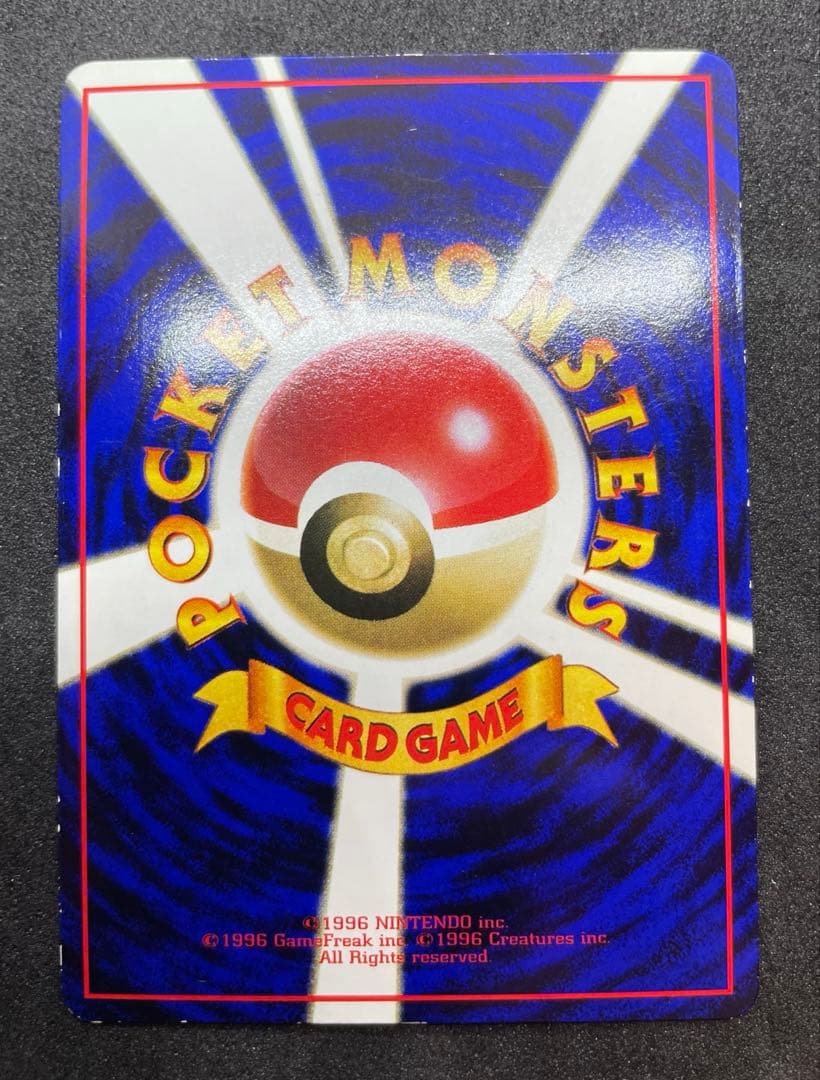 POCKET MONSTERS
CARD GAME
©1996 NINTENDO inc.
©1996 GameFreak inc. ©1996 Creatures inc.
All Rights reserved.